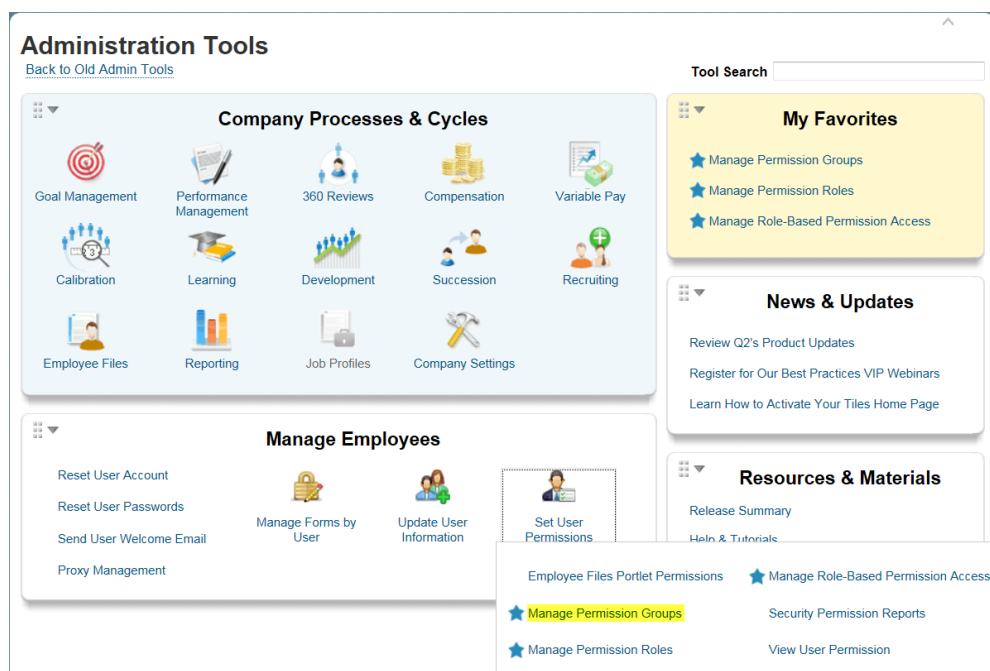 Administration Tools
Back to Old Admin Tools
Tool Search
Company Processes & Cycles
Goal Management
Performance
Management
360 Reviews
Compensation
Variable Pay
Calibration
Learning
Development
Succession
Recruiting
Employee Files
Reporting
Job Profiles
Company Settings
My Favorites
Manage Permission Groups
Manage Permission Roles
Manage Role-Based Permission Access
News & Updates
Review Q2's Product Updates
Register for Our Best Practices VIP Webinars
Learn How to Activate Your Tiles Home Page
Manage Employees
Reset User Account
Reset User Passwords
Send User Welcome Email
Proxy Management
Manage Forms by
User
Update User
Information
Set User
Permissions
Resources & Materials
Release Summary
Help & Tutorials
Employee Files Portlet Permissions
Manage Role-Based Permission Access
Manage Permission Groups
Security Permission Reports
Manage Permission Roles
View User Permission